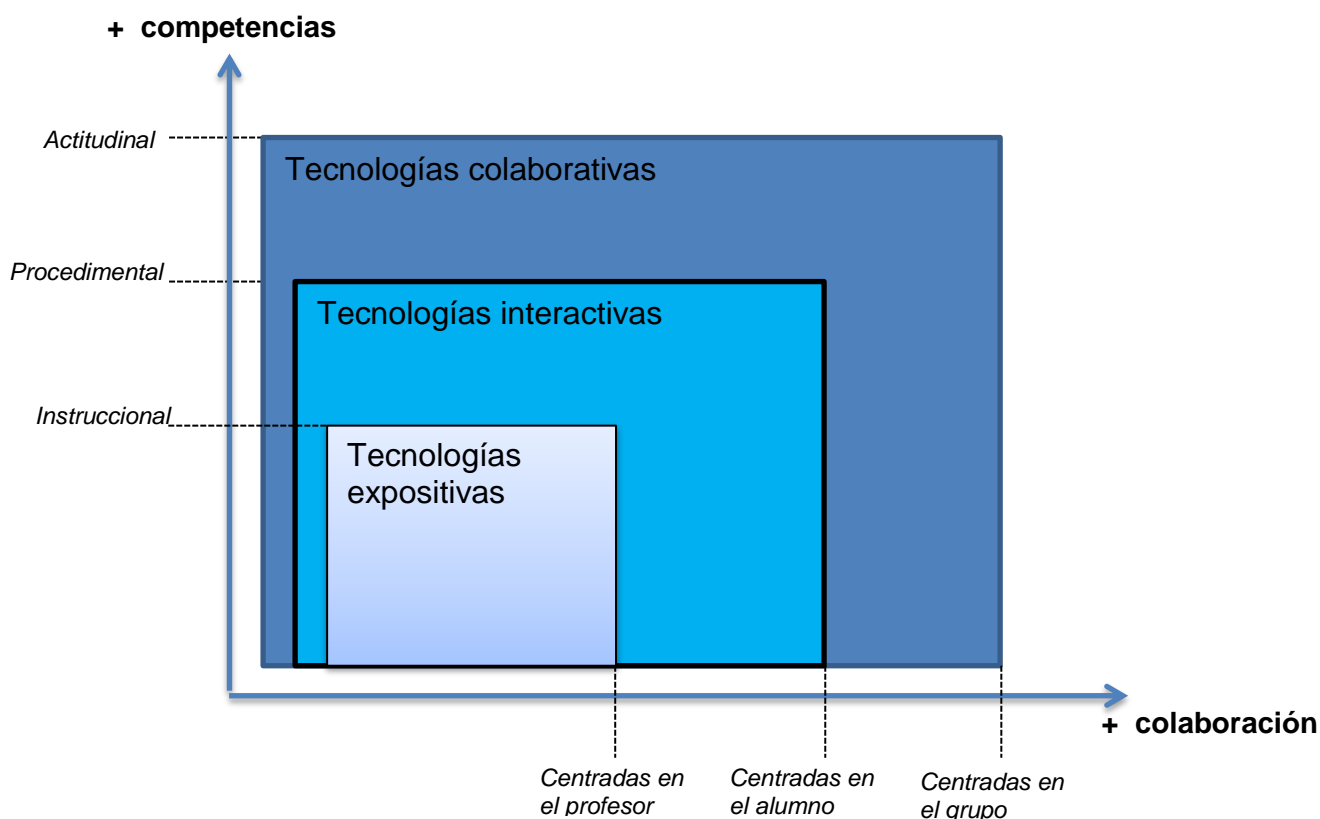 + competencias
Actitudinal
Tecnologías colaborativas
Procedimental
Tecnologías interactivas
Instruccional
Tecnologías
expositivas
+ colaboración
Centradas en
el profesor
Centradas en
el alumno
Centradas en
el grupo